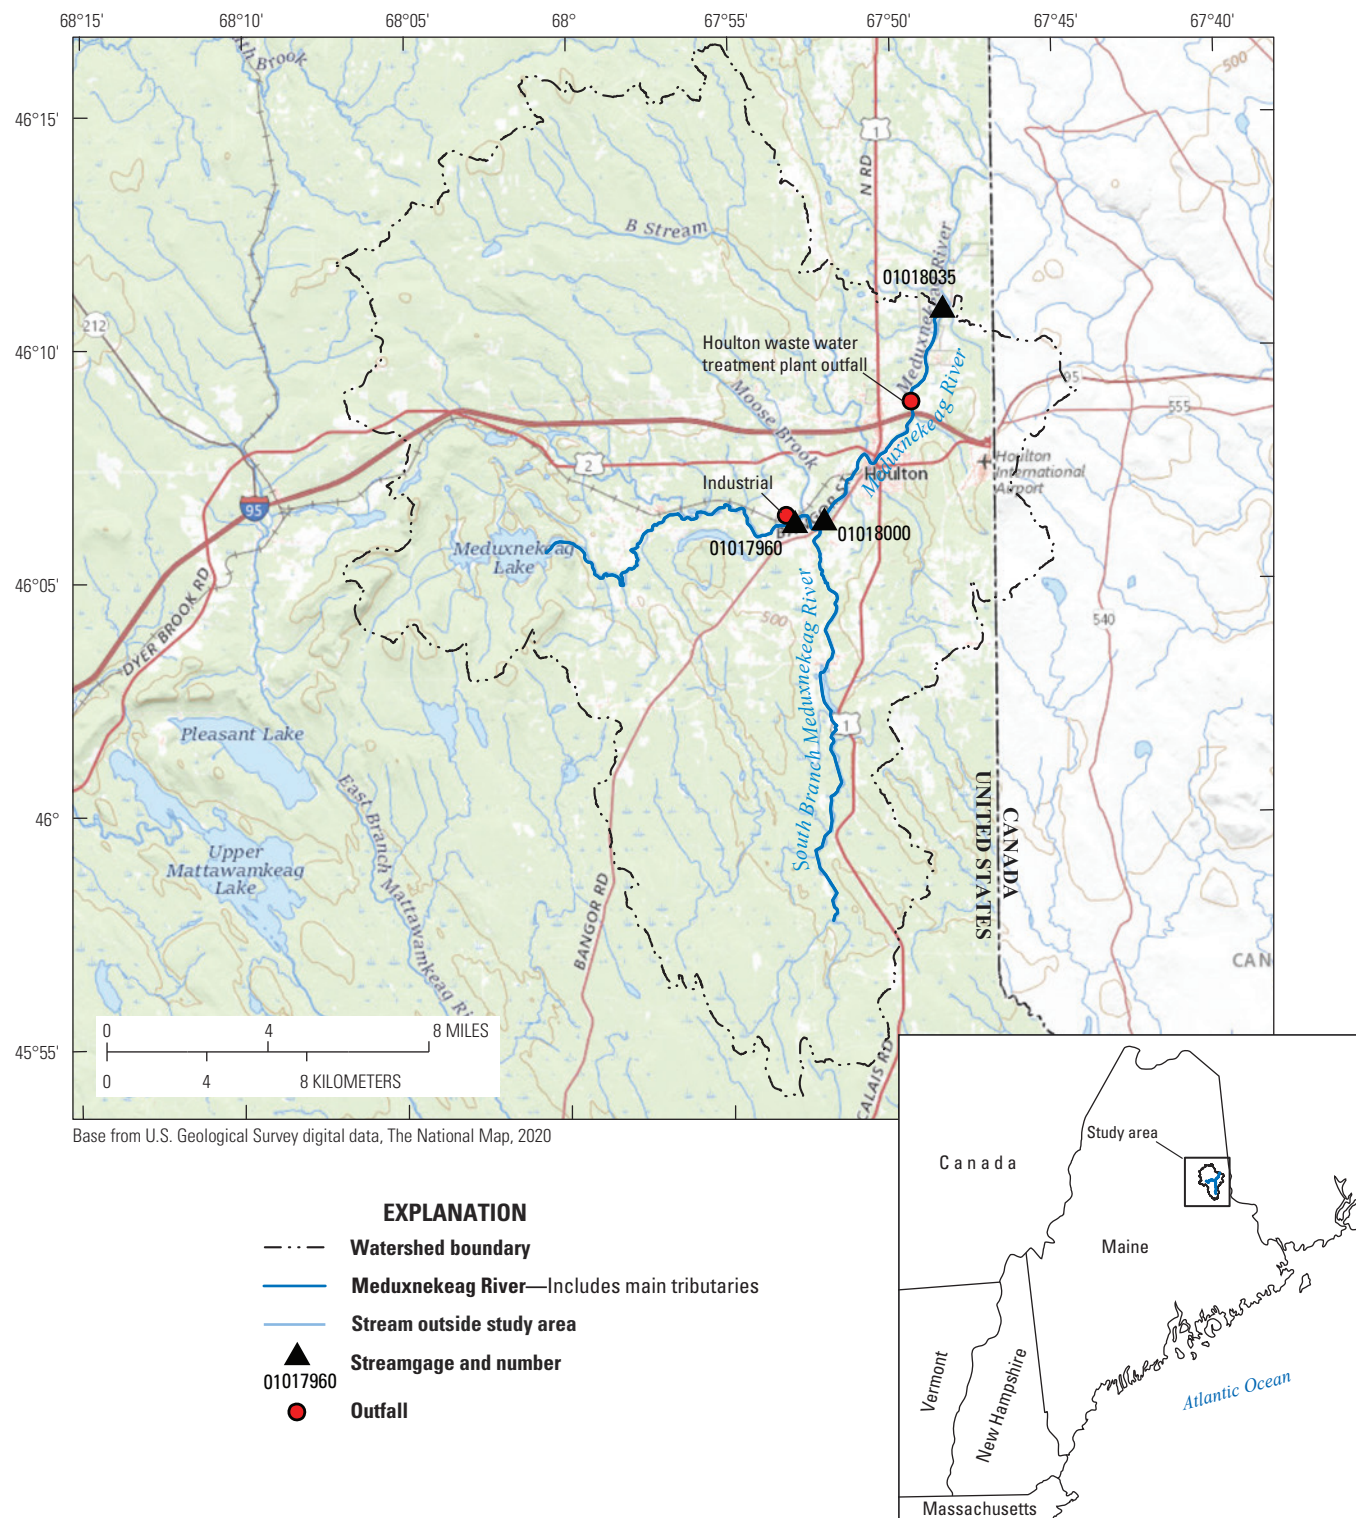 68°15'
68°10'
68°05'
68°
67°55'
67°50'
67°45'
67°40'
46°15'
46°10'
46°05'
46°
45°55'
Brook
500
1
N RD
B Stream
Meduxnekeag River
01018035
212
Houlton waste water
treatment plant outfall
Meduxnekeag River
Moose Brook
95
555
2
Houlton
Houlton
International
Airport
Industrial
95
01017960
01018000
Meduxnekeag
Lake
500
540
DYER BROOK RD
South Branch Meduxnekeag River
1
Pleasant Lake
East Branch Mattawamkeag Ri
Upper
Mattawamkeag
Lake
UNITED STATES
CANADA
BANGOR RD
CAN
CALAIS RD
0 4 8 MILES
0 4 8 KILOMETERS
Base from U.S. Geological Survey digital data, The National Map, 2020
EXPLANATION
Watershed boundary
Meduxnekeag River—Includes main tributaries
Stream outside study area
Streamgage and number
01017960
Outfall
Study area
Canada
Maine
Vermont
New Hampshire
Atlantic Ocean
Massachusetts